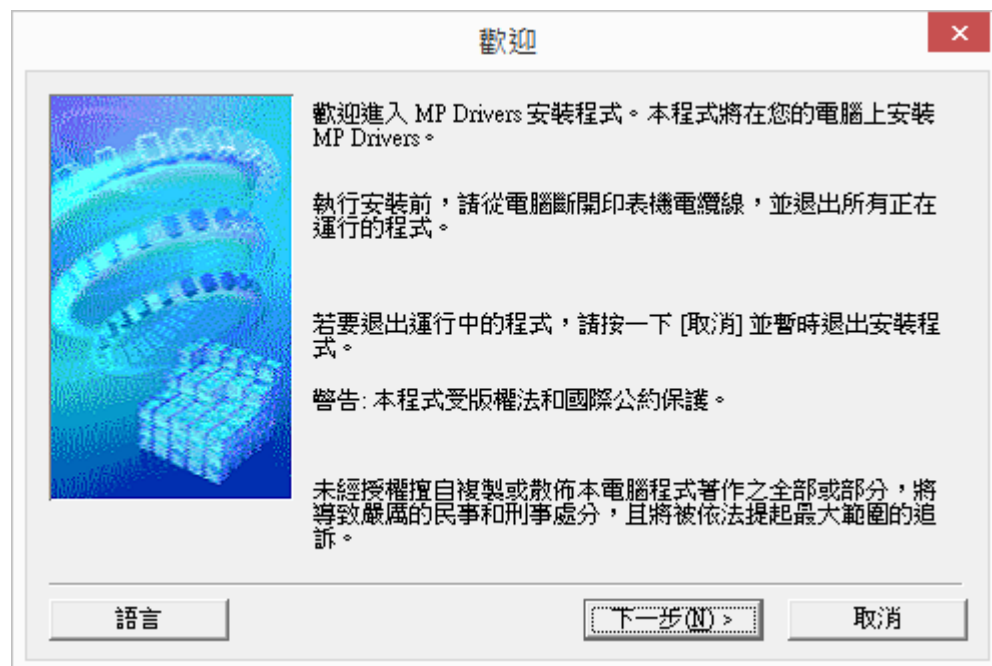 歡迎
歡迎進入 MP Drivers 安裝程式。本程式將在您的電腦上安裝
MP Drivers。
執行安裝前，請從電腦斷開印表機電纜線，並退出所有正在
運行的程式。
若要退出運行中的程式，請按一下 [取消] 並暫時退出安裝程
式。
警告: 本程式受版權法和國際公約保護。
未經授權擅自複製或散佈本電腦程式著作之全部或部分，將
導致嚴厲的民事和刑事處分，且將被依法提起最大範圍的追
訴。
語言
下一步(N) >
取消